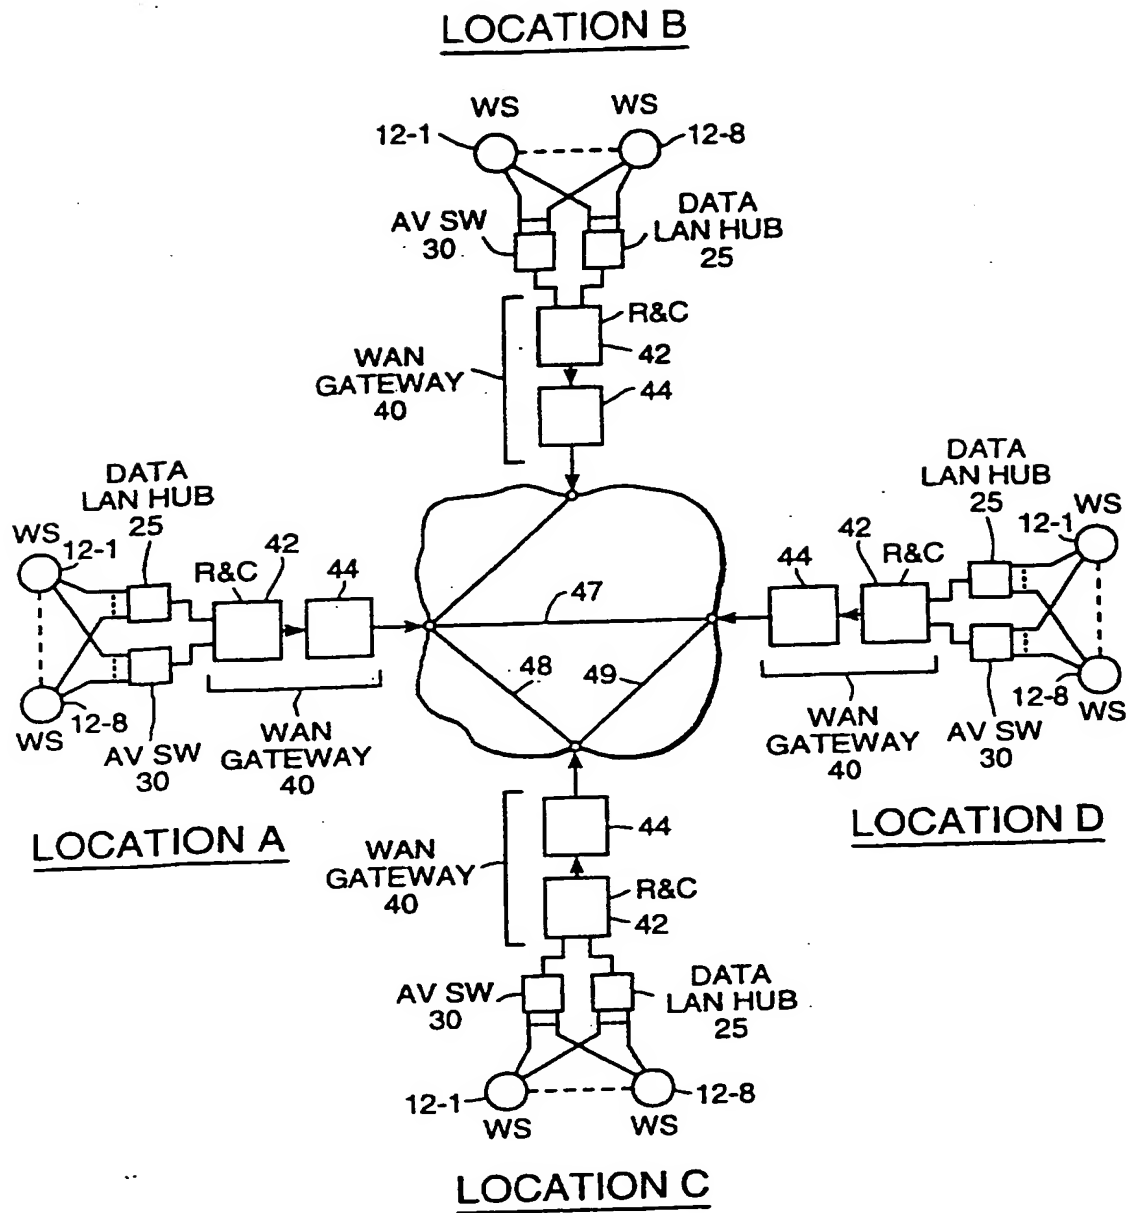 LOCATION B
WS
WS
12-1
12-8
AV SW
30
DATA
LAN HUB
25
R&C
42
WAN
GATEWAY
40
44
DATA
LAN HUB
25
WS
12-1
42
R&C
44
12-8
WS
AV SW
30
WAN
GATEWAY
40
LOCATION A
47
48
49
DATA
LAN HUB
25
WS
12-1
42
R&C
44
12-8
WS
AV SW
30
WAN
GATEWAY
40
LOCATION D
44
WAN
GATEWAY
40
R&C
42
AV SW
30
DATA
LAN HUB
25
12-1
12-8
WS
WS
LOCATION C